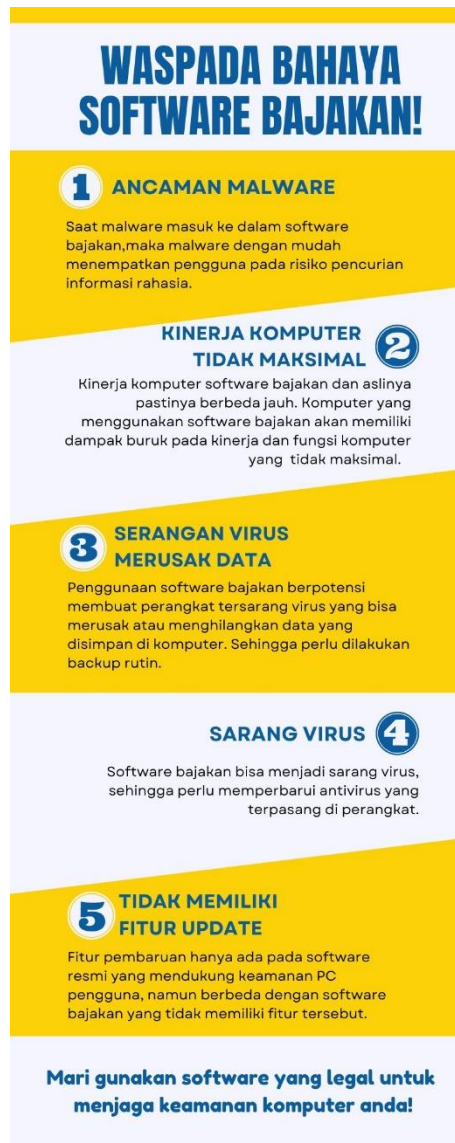 WASPADA BAHAYA
SOFTWARE BAJAKAN!
1 ANCAMAN MALWARE
Saat malware masuk ke dalam software
bajakan,maka malware dengan mudah
menempatkan pengguna pada risiko pencurian
informasi rahasia.
KINERJA KOMPUTER
TIDAK MAKSIMAL 2
Kinerja komputer software bajakan dan aslinya
pastinya berbeda jauh. Komputer yang
menggunakan software bajakan akan memiliki
dampak buruk pada kinerja dan fungsi komputer
yang tidak maksimal.
3 SERANGAN VIRUS
MERUSAK DATA
Penggunaan software bajakan berpotensi
membuat perangkat tersarang virus yang bisa
merusak atau menghilangkan data yang
disimpan di komputer. Sehingga perlu dilakukan
backup rutin.
SARANG VIRUS 4
Software bajakan bisa menjadi sarang virus,
sehingga perlu memperbarui antivirus yang
terpasang di perangkat.
5 TIDAK MEMILIKI
FITUR UPDATE
Fitur pembaruan hanya ada pada software
resmi yang mendukung keamanan PC
pengguna, namun berbeda dengan software
bajakan yang tidak memiliki fitur tersebut.
Mari gunakan software yang legal untuk
menjaga keamanan komputer anda!